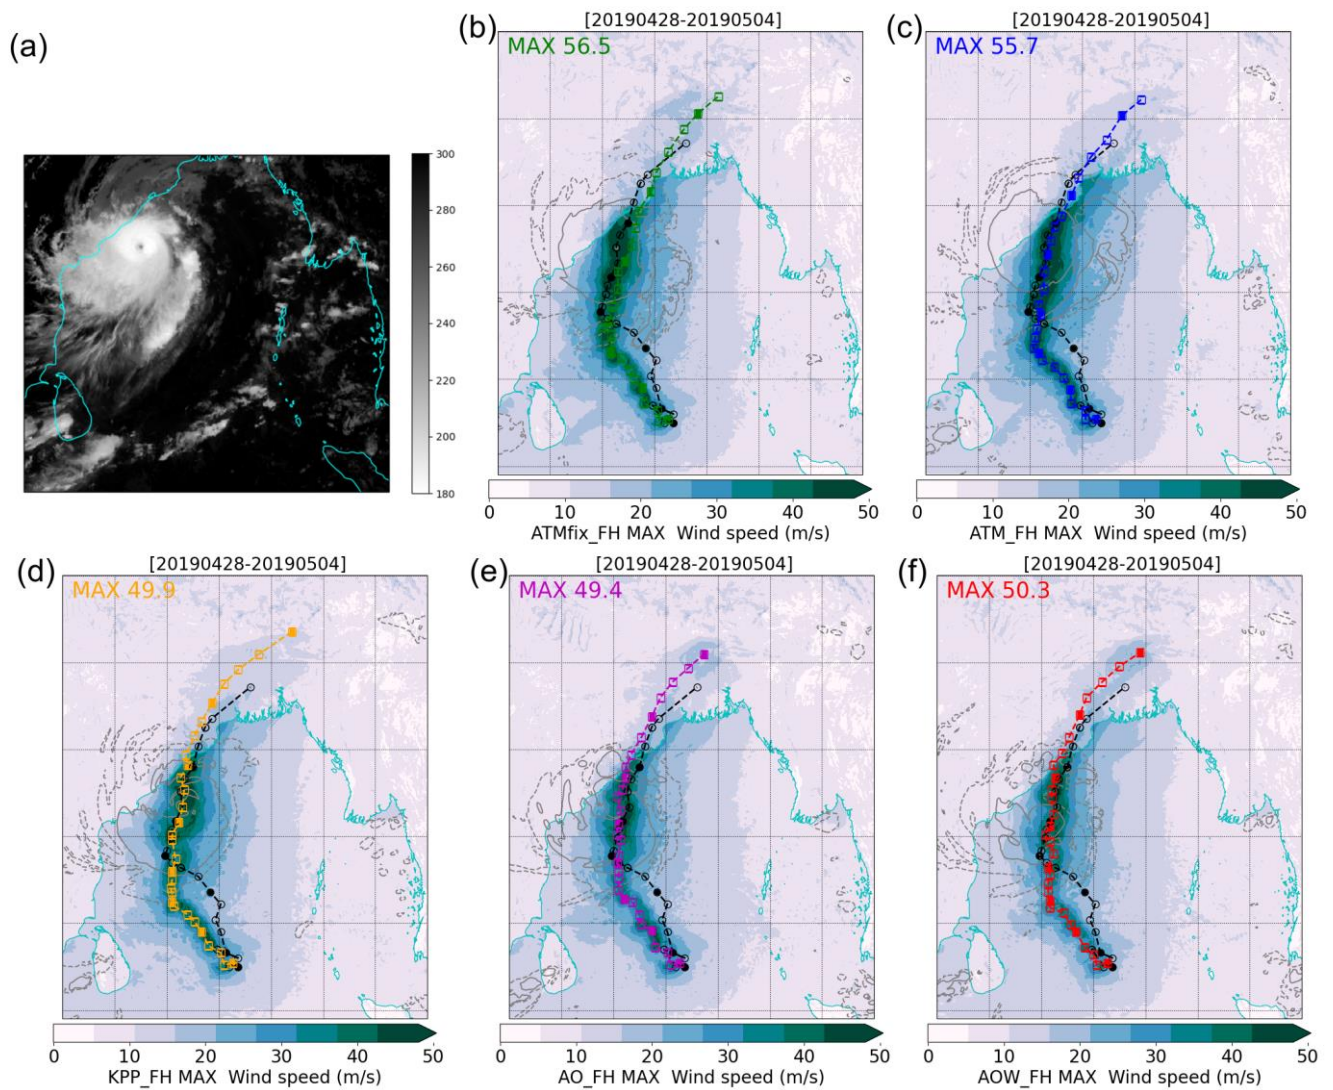 (a)
300
280
260
240
220
200
180
(b)
[20190428-20190504]
MAX 56.5
0 10 20 30 40 50
ATMfix_FH MAX Wind speed (m/s)
(c)
[20190428-20190504]
MAX 55.7
0 10 20 30 40 50
ATM_FH MAX Wind speed (m/s)
(d)
[20190428-20190504]
MAX 49.9
0 10 20 30 40 50
KPP_FH MAX Wind speed (m/s)
(e)
[20190428-20190504]
MAX 49.4
0 10 20 30 40 50
AO_FH MAX Wind speed (m/s)
(f)
[20190428-20190504]
MAX 50.3
0 10 20 30 40 50
AOW_FH MAX Wind speed (m/s)